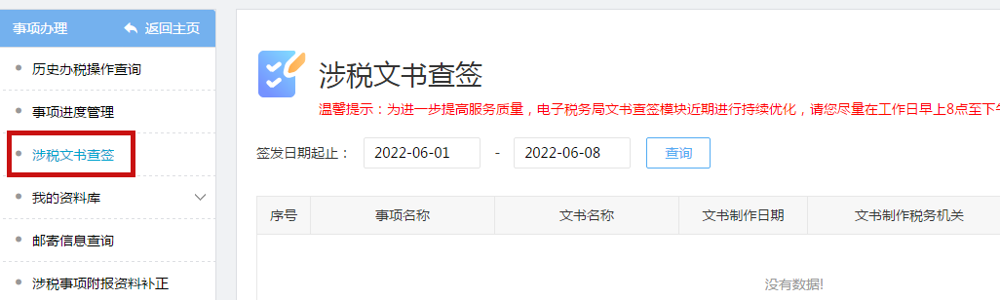 事项办理 返回主页
历史办税操作查询
事项进度管理
涉税文书查签
我的资料库
邮寄信息查询
涉税事项附报资料补正
涉税文书查签
温馨提示：为进一步提高服务质量，电子税务局文书查签模块近期进行持续优化，请您尽量在工作日早上8点至下午
签发日期起止： 2022-06-01 - 2022-06-08 查询
序号 事项名称 文书名称 文书制作日期 文书制作税务机关
没有数据!